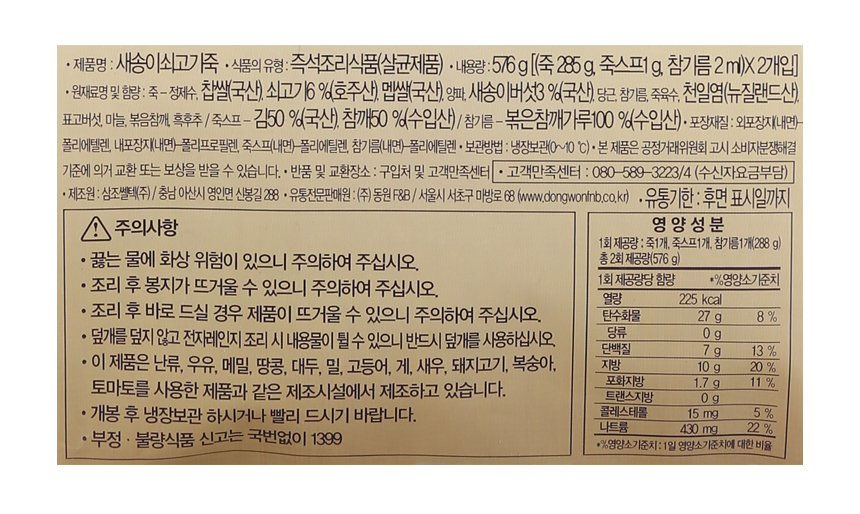 • 제품명 : 새송이쇠고기죽 • 식품의 유형 : 즉석조리식품(살균제품) • 내용량 : 576 g [(죽 285 g, 죽스프1 g, 참기름 2 ml)X 2개입]
• 원재료명 및 함량 : 죽 – 정제수, 찹쌀(국산), 쇠고기6 %(호주산), 멥쌀(국산), 양파, 새송이버섯3 %(국산), 당근, 참기름, 죽육수, 천일염(뉴질랜드산),
표고버섯, 마늘, 볶음참깨, 흑후추 / 죽스프 – 김50 %(국산), 참깨50 %(수입산) / 참기름 – 볶은참깨가루100 %(수입산) • 포장재질 : 외포장지(내면)–
폴리에텔렌, 내포장지(내면)–폴리프로필렌, 죽스프(내면)–폴리에틸렌, 참기름(내면)–폴리에틸렌 • 보관방법 : 냉장보관(0~10 ℃) • 본 제품은 공정거래위원회 고시 소비자분쟁해결
기준에 의거 교환 또는 보상을 받을 수 있습니다. • 반품 및 교환장소 : 구입처 및 고객만족센터 • 고객만족센터 : 080–589–3223/4 (수신자요금부담)
• 제조원 : 삼조쎌텍(주) / 충남 아산시 영인면 신봉길 288 • 유통전문판매원 : (주) 동원 F&B / 서울시 서초구 마방로 68 (www.dongwonfnb.co.kr) • 유통기한 : 후면 표시일까지
주의사항
• 끓는 물에 화상 위험이 있으니 주의하여 주십시오.
• 조리 후 봉지가 뜨거울 수 있으니 주의하여 주십시오.
• 조리 후 바로 드실 경우 제품이 뜨거울 수 있으니 주의하여 주십시오.
• 덮개를 덮지 않고 전자레인지 조리 시 내용물이 튈 수 있으니 반드시 덮개를 사용하십시오.
• 이 제품은 난류, 우유, 메밀, 땅콩, 대두, 밀, 고등어, 게, 새우, 돼지고기, 복숭아,
토마토를 사용한 제품과 같은 제조시설에서 제조하고 있습니다.
• 개봉 후 냉장보관 하시거나 빨리 드시기 바랍니다.
• 부정 · 불량식품 신고는 국번없이 1399
영 양 성 분
1회 제공량 : 죽1개, 죽스프1개, 참기름1개(288 g)
총 2회 제공량(576 g)
1회 제공량당 함량 *%영양소기준치
열량 225 kcal
탄수화물 27 g 8 %
당류 0 g
단백질 7 g 13 %
지방 10 g 20 %
포화지방 1.7 g 11 %
트랜스지방 0 g
콜레스테롤 15 mg 5 %
나트륨 430 mg 22 %
*%영양소기준치 : 1일 영양소기준치에 대한 비율